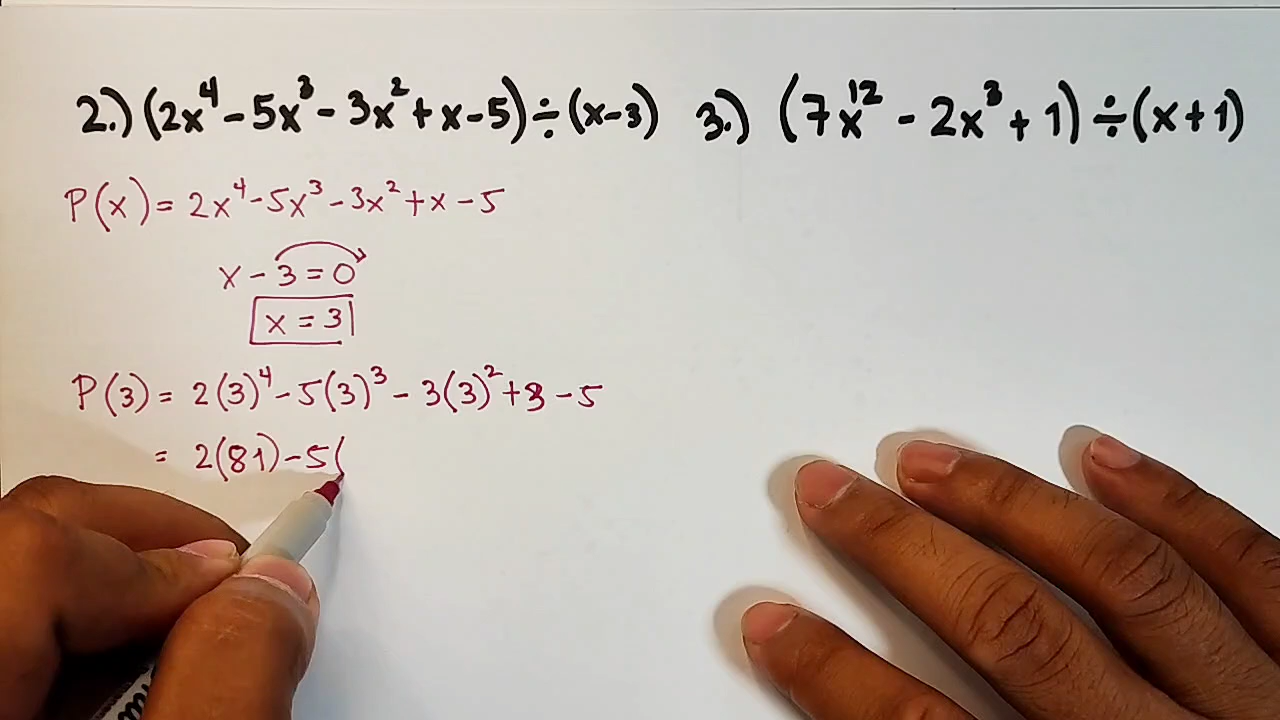 2.) (2x⁴ - 5x³ - 3x² + x - 5) ÷ (x - 3)
3.) (7x¹² - 2x³ + 1) ÷ (x + 1)
P(x) = 2x⁴ - 5x³ - 3x² + x - 5
x - 3 = 0
x = 3
P(3) = 2(3)⁴ - 5(3)³ - 3(3)² + 3 - 5
= 2(81) - 5(